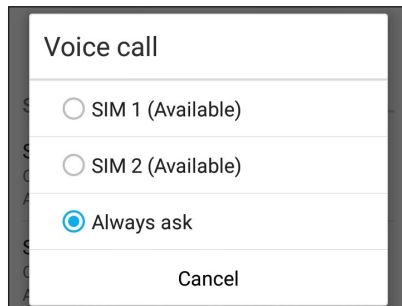 Voice call
SIM 1 (Available)
SIM 2 (Available)
Always ask
Cancel